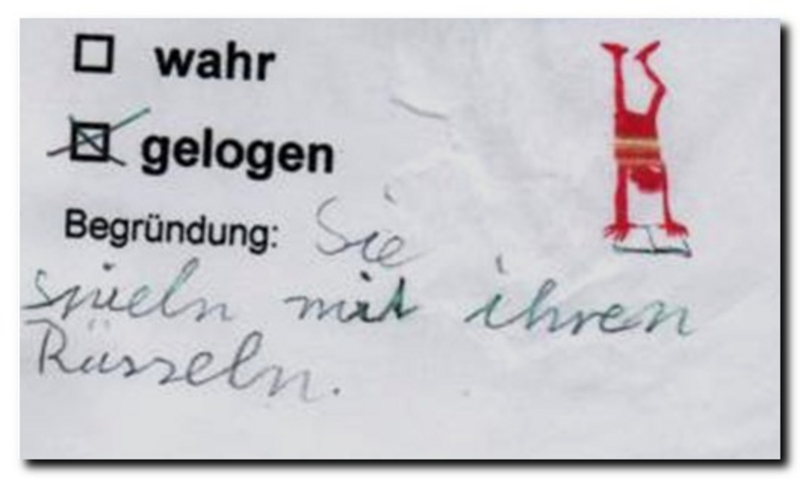 wahr
gelogen
Begründung: Sie
spieln mit ihren
Rüsseln.